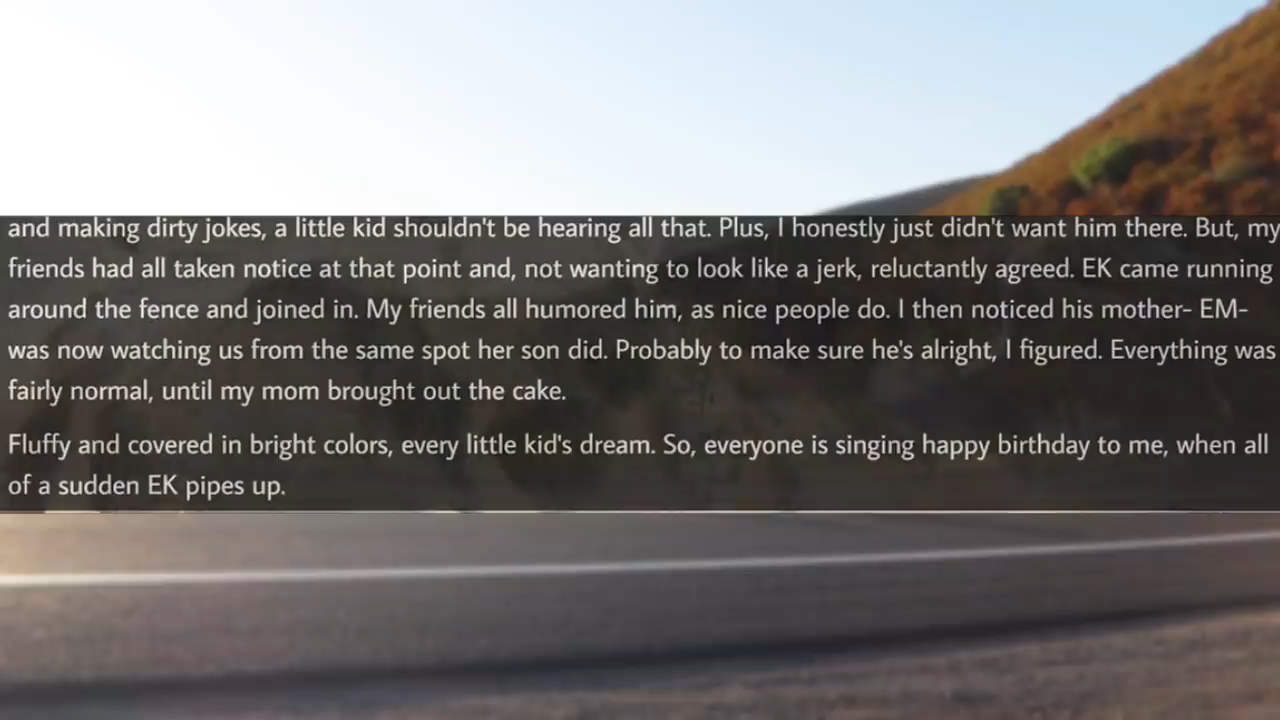 and making dirty jokes, a little kid shouldn't be hearing all that. Plus, I honestly just didn't want him there. But, my
friends had all taken notice at that point and, not wanting to look like a jerk, reluctantly agreed. EK came running
around the fence and joined in. My friends all humored him, as nice people do. I then noticed his mother- EM-
was now watching us from the same spot her son did. Probably to make sure he's alright, I figured. Everything was
fairly normal, until my mom brought out the cake.
Fluffy and covered in bright colors, every little kid's dream. So, everyone is singing happy birthday to me, when all
of a sudden EK pipes up.